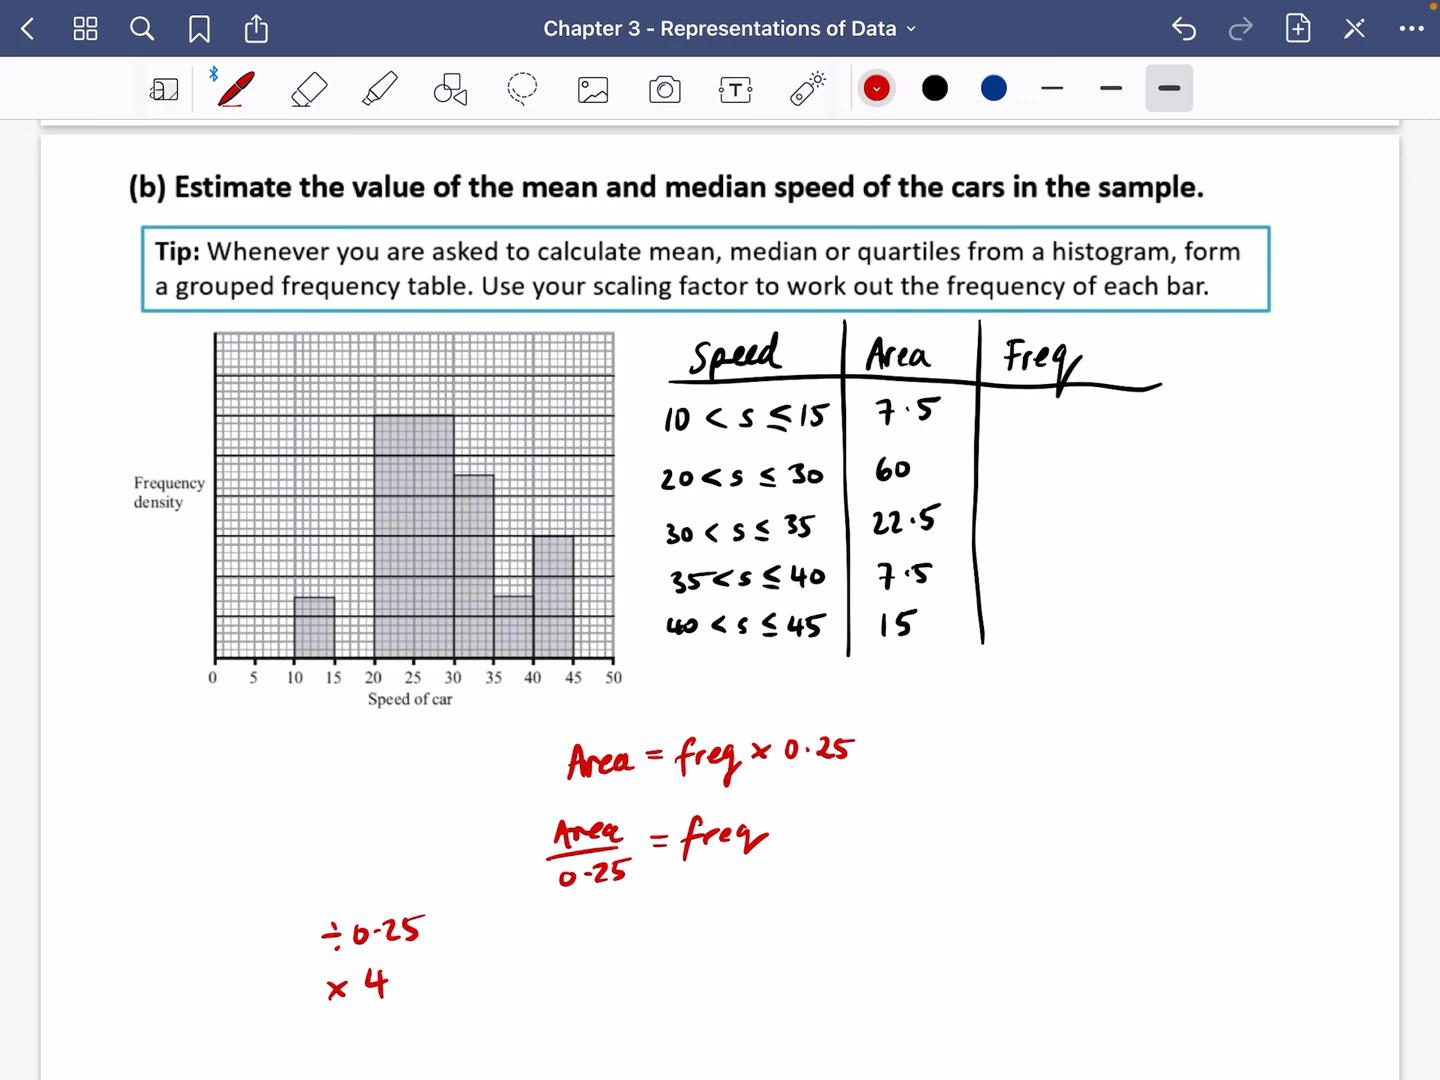 Chapter 3 - Representations of Data
(b) Estimate the value of the mean and median speed of the cars in the sample.
Tip: Whenever you are asked to calculate mean, median or quartiles from a histogram, form
a grouped frequency table. Use your scaling factor to work out the frequency of each bar.
Speed Area Freq
10 < s ≤ 15 7.5
20 < s ≤ 30 60
30 < s ≤ 35 22.5
35 < s ≤ 40 7.5
40 < s ≤ 45 15
Frequency
density
0 5 10 15 20 25 30 35 40 45 50
Speed of car
Area = freq × 0.25
Area
0.25
= freq
÷ 0.25
× 4